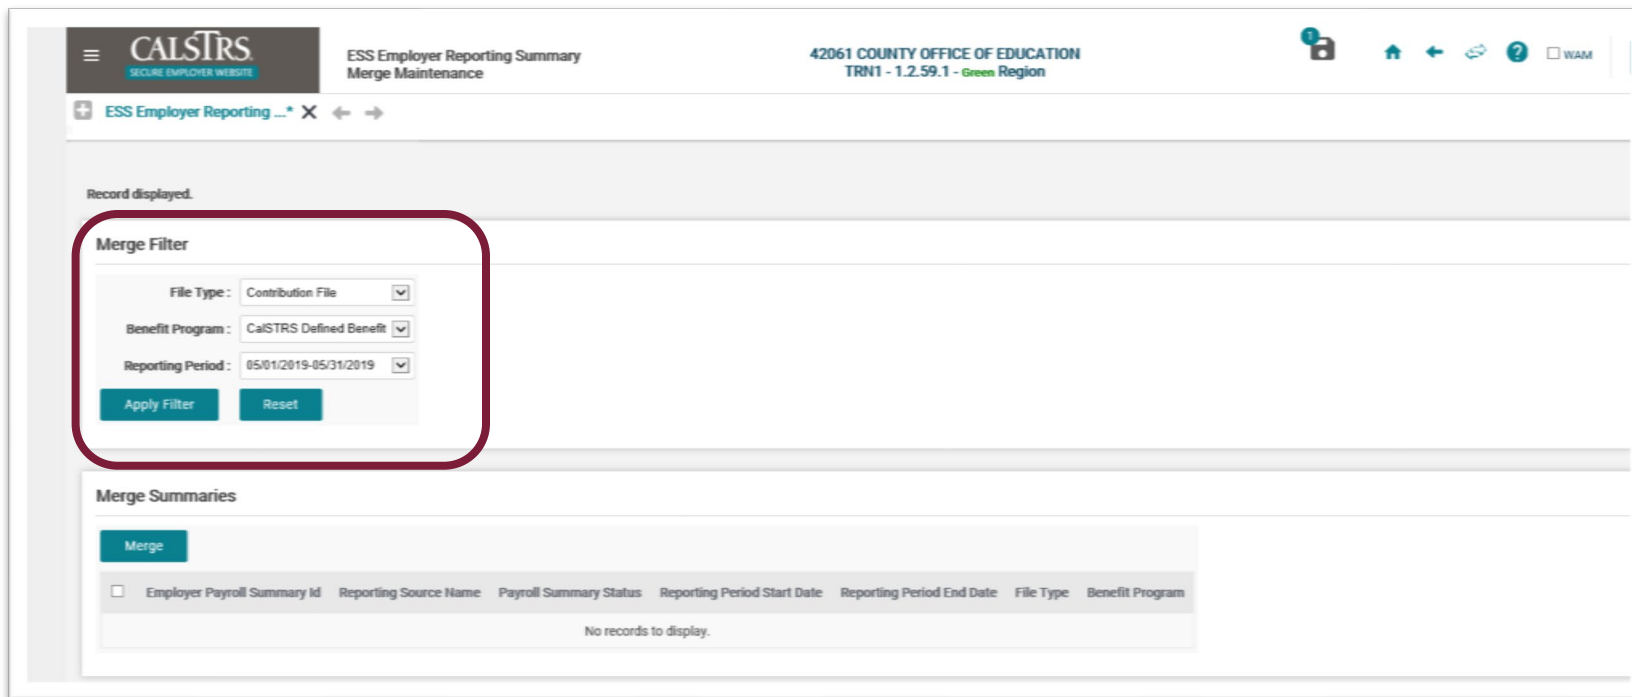 CALSTRS
SECURE EMPLOYER WEBSITE
ESS Employer Reporting Summary
Merge Maintenance
42061 COUNTY OFFICE OF EDUCATION
TRN1 - 1.2.59.1 - Green Region
1
?
WAM
ESS Employer Reporting ...*
Record displayed.
Merge Filter
File Type : Contribution File
Benefit Program : CalSTRS Defined Benefit
Reporting Period : 05/01/2019-05/31/2019
Apply Filter Reset
Merge Summaries
Merge
Employer Payroll Summary Id Reporting Source Name Payroll Summary Status Reporting Period Start Date Reporting Period End Date File Type Benefit Program
No records to display.